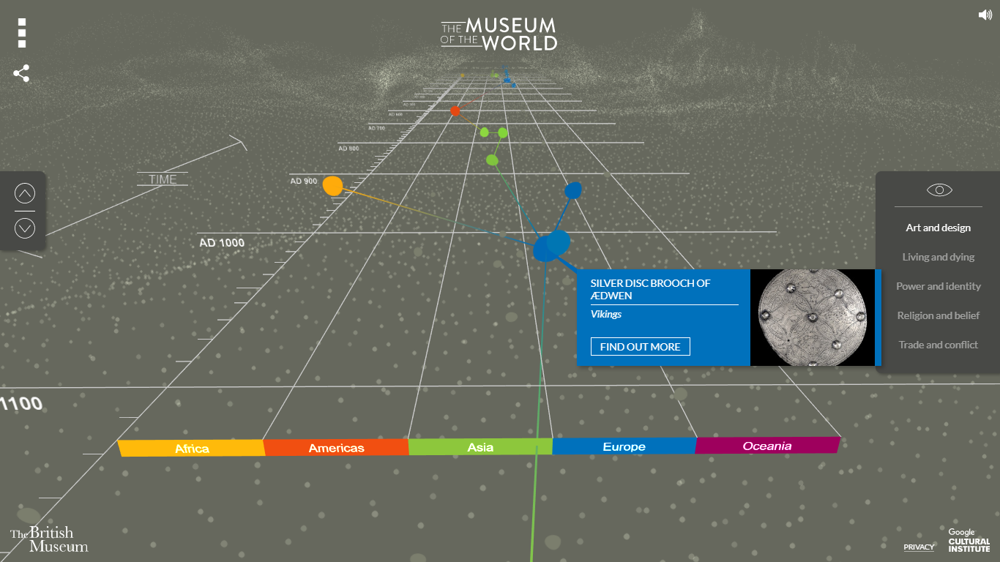 THE MUSEUM
OF THE WORLD
AD 700
AD 800
AD 900
TIME
AD 1000
1100
SILVER DISC BROOCH OF
ÆDWEN
Vikings
FIND OUT MORE
Art and design
Living and dying
Power and identity
Religion and belief
Trade and conflict
Africa
Americas
Asia
Europe
Oceania
The British
Museum
PRIVACY
Google
CULTURAL
INSTITUTE